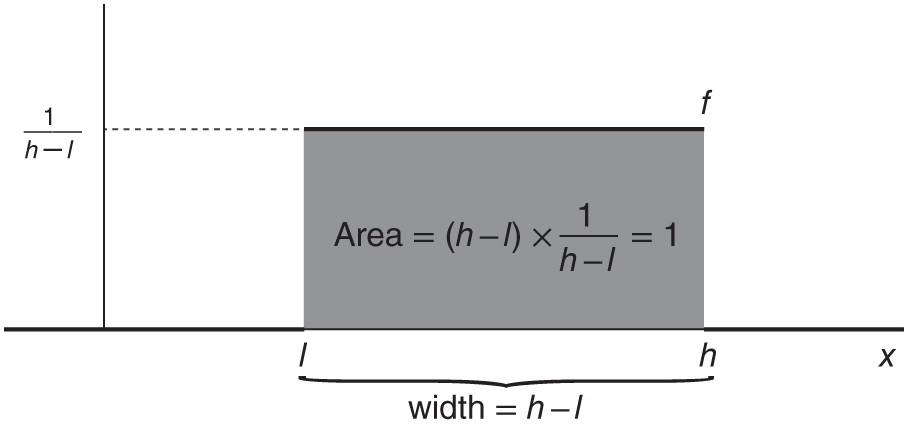 f
1/(h−l)
Area = (h−l) × 1/(h−l) = 1
l h x
width = h−l